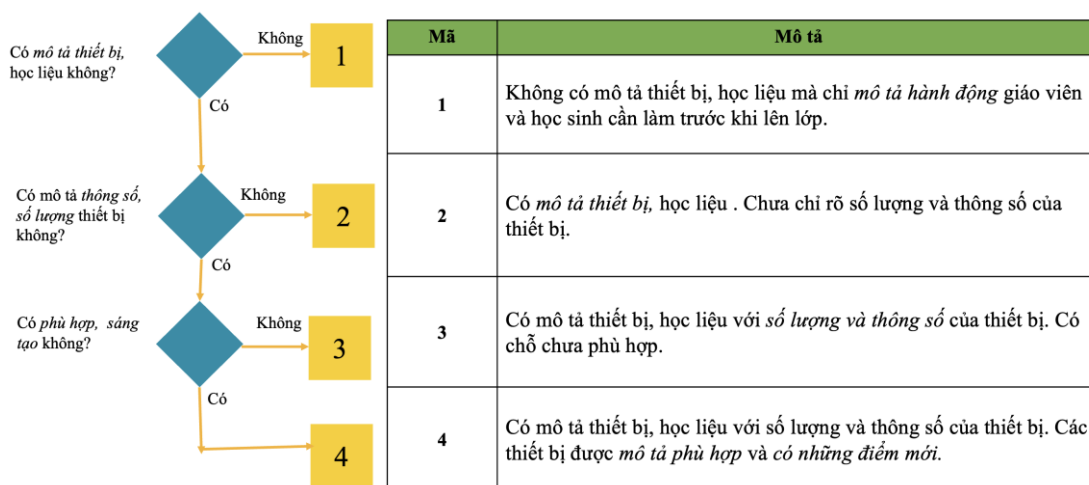 Có mô tả thiết bị,
học liệu không?
Không
1
Có
Có mô tả thông số,
số lượng thiết bị
không?
Không
2
Có
Có phù hợp, sáng
tạo không?
Không
3
Có
4
Mã
Mô tả
1
Không có mô tả thiết bị, học liệu mà chỉ mô tả hành động giáo viên
và học sinh cần làm trước khi lên lớp.
2
Có mô tả thiết bị, học liệu . Chưa chỉ rõ số lượng và thông số của
thiết bị.
3
Có mô tả thiết bị, học liệu với số lượng và thông số của thiết bị. Có
chỗ chưa phù hợp.
4
Có mô tả thiết bị, học liệu với số lượng và thông số của thiết bị. Các
thiết bị được mô tả phù hợp và có những điểm mới.